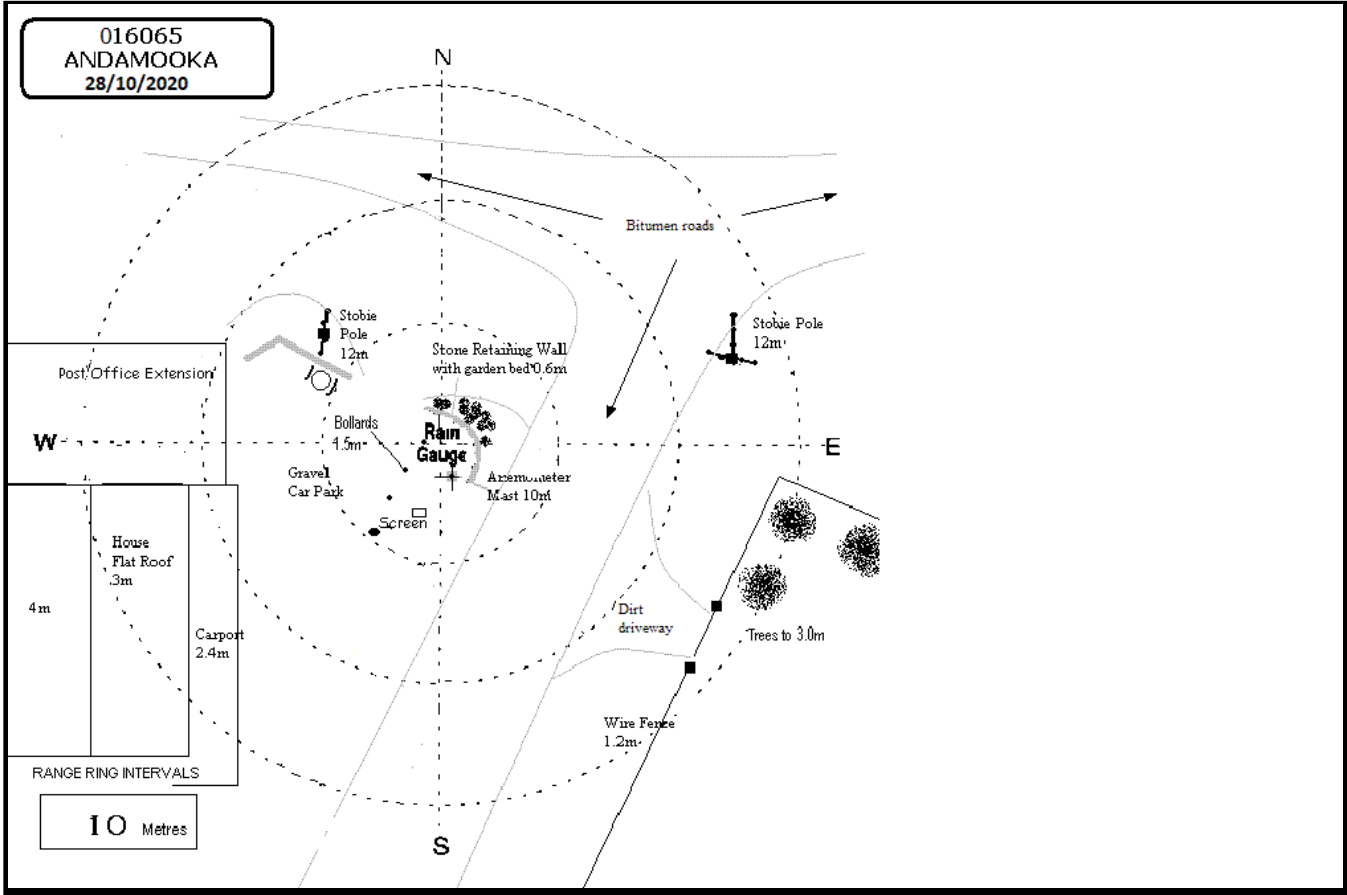 016065
ANDAMOOKA
28/10/2020
N
Bitumen roads
Stobie
Pole
12m
Stobie Pole
12m
Stone Retaining Wall
with garden bed 0.6m
Post Office Extension
Bollards
1.5m
Rain
Gauge
W
E
Gravel
Car Park
Anemometer
Mast 10m
Screen
House
Flat Roof
3m
4m
Carport
2.4m
Dirt
driveway
Trees to 3.0m
Wire Fence
1.2m
RANGE RING INTERVALS
10 Metres
S